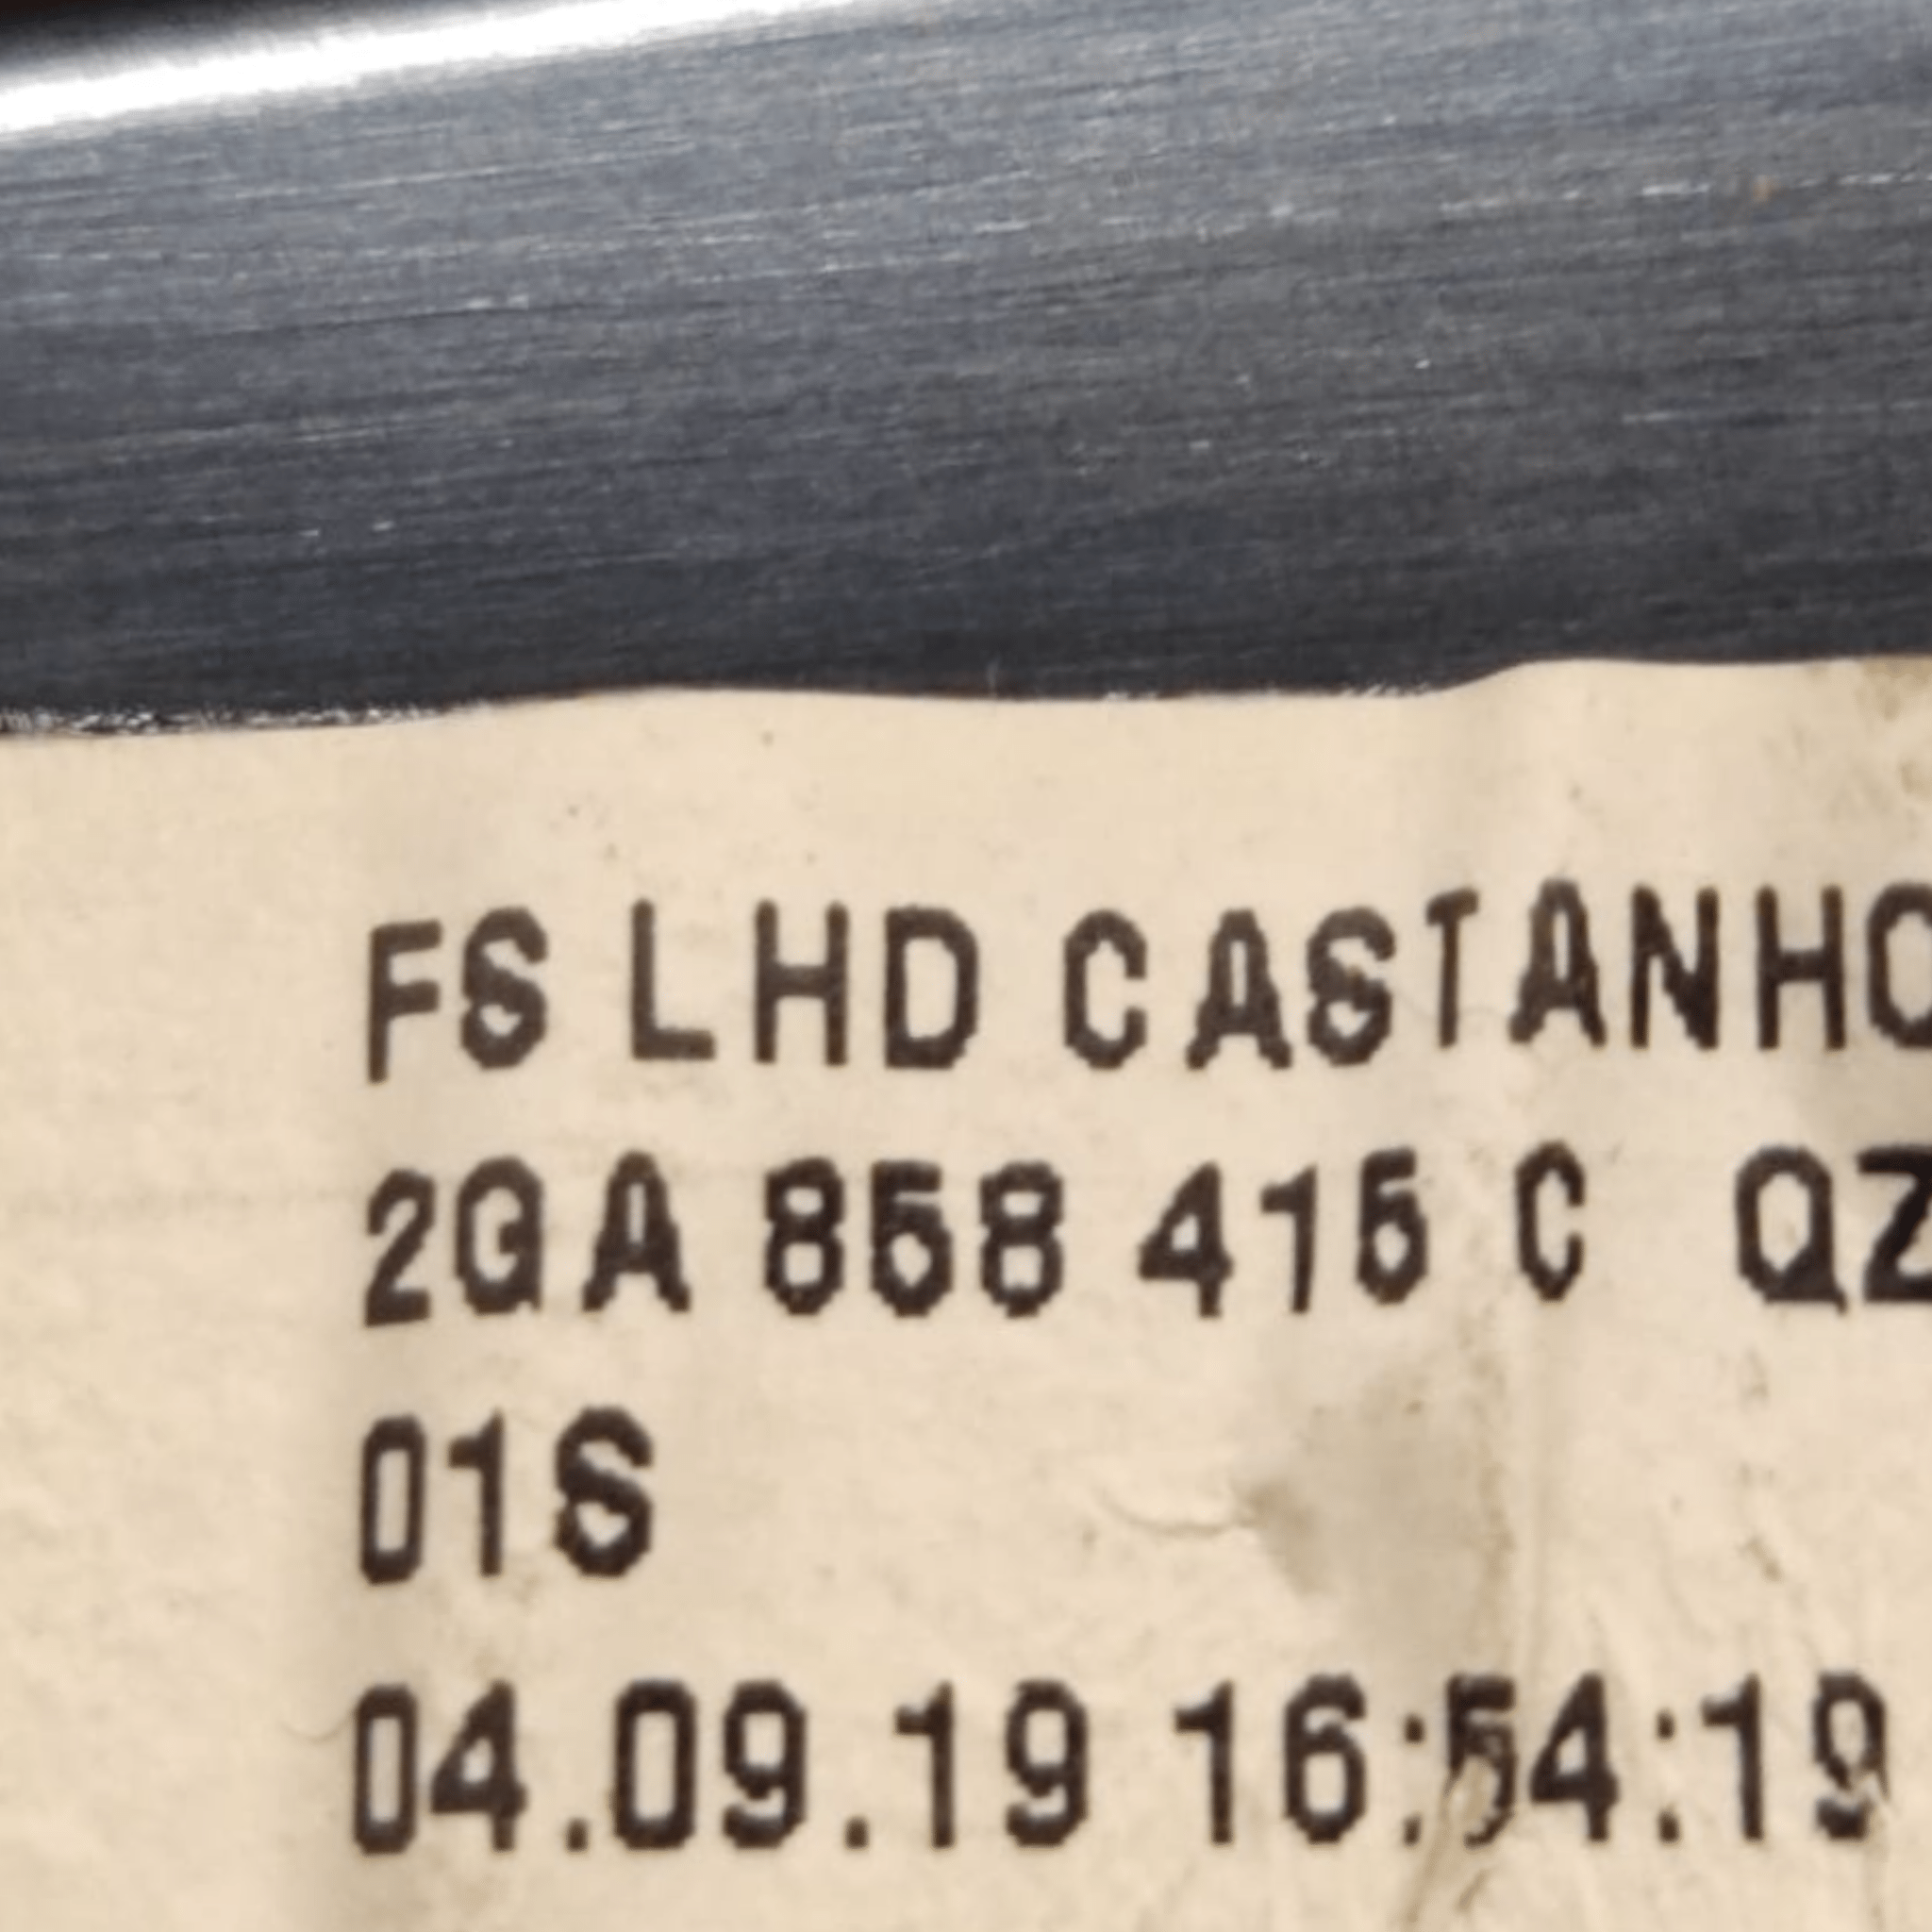 FS LHD CASTANHO
2GA 858 415 C QZ
01S
04.09.19 16:54:19